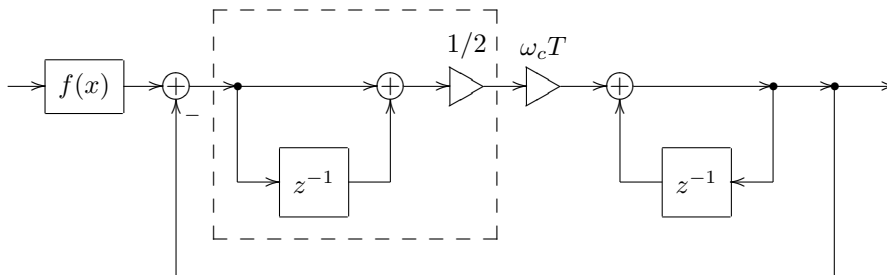 1/2
ω_cT
f(x)
−
z⁻¹
z⁻¹